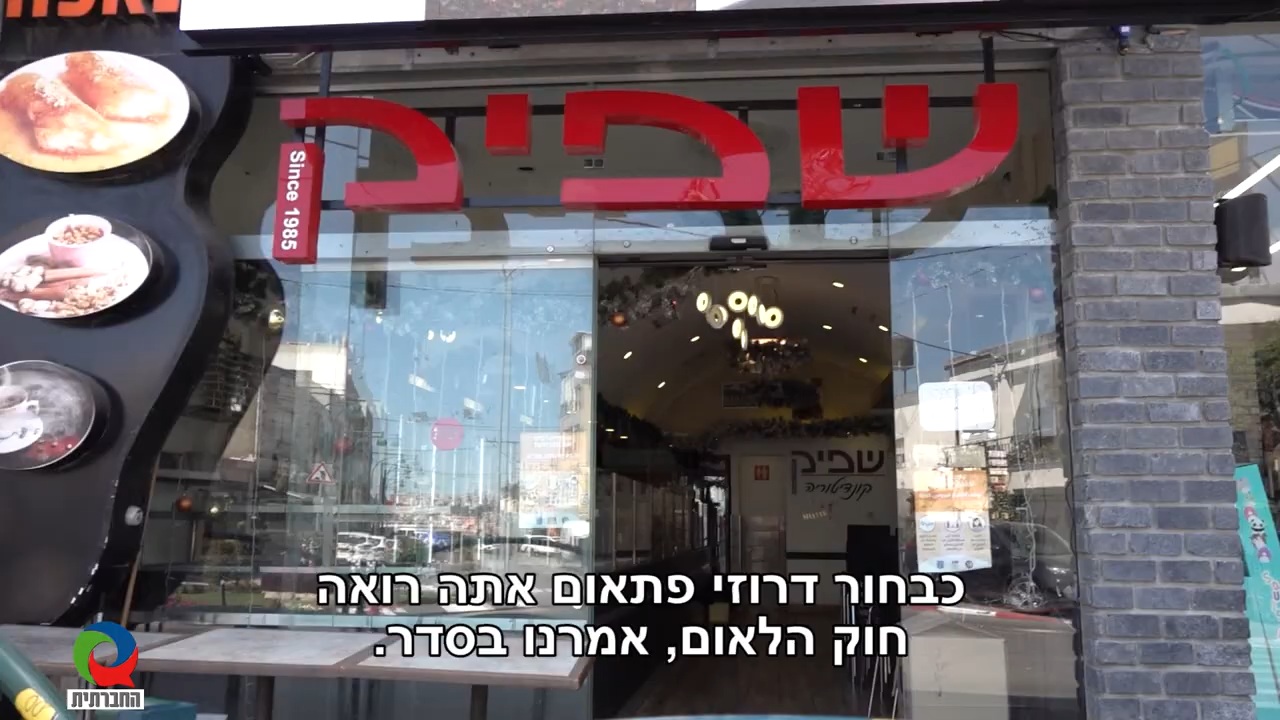 שפיק
Since 1985
שפיק
קונדיטוריה
כבחור דרוזי פתאום אתה רואה
חוק הלאום, אמרנו בסדר.
החברתית